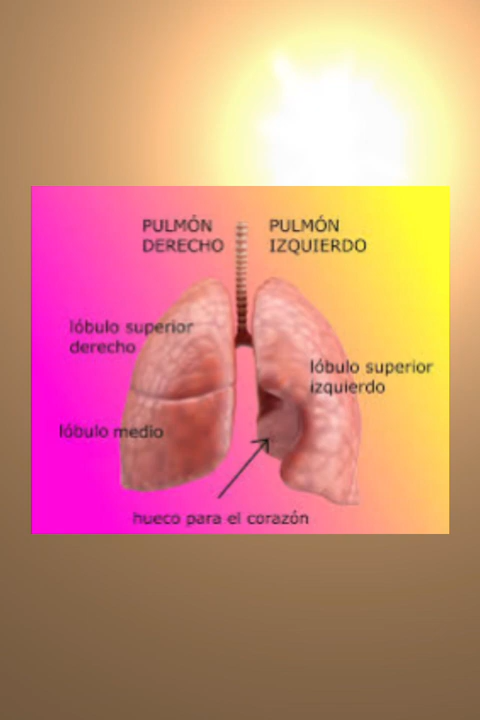 PULMÓN
DERECHO
PULMÓN
IZQUIERDO
lóbulo superior
derecho
lóbulo superior
izquierdo
lóbulo medio
hueco para el corazón